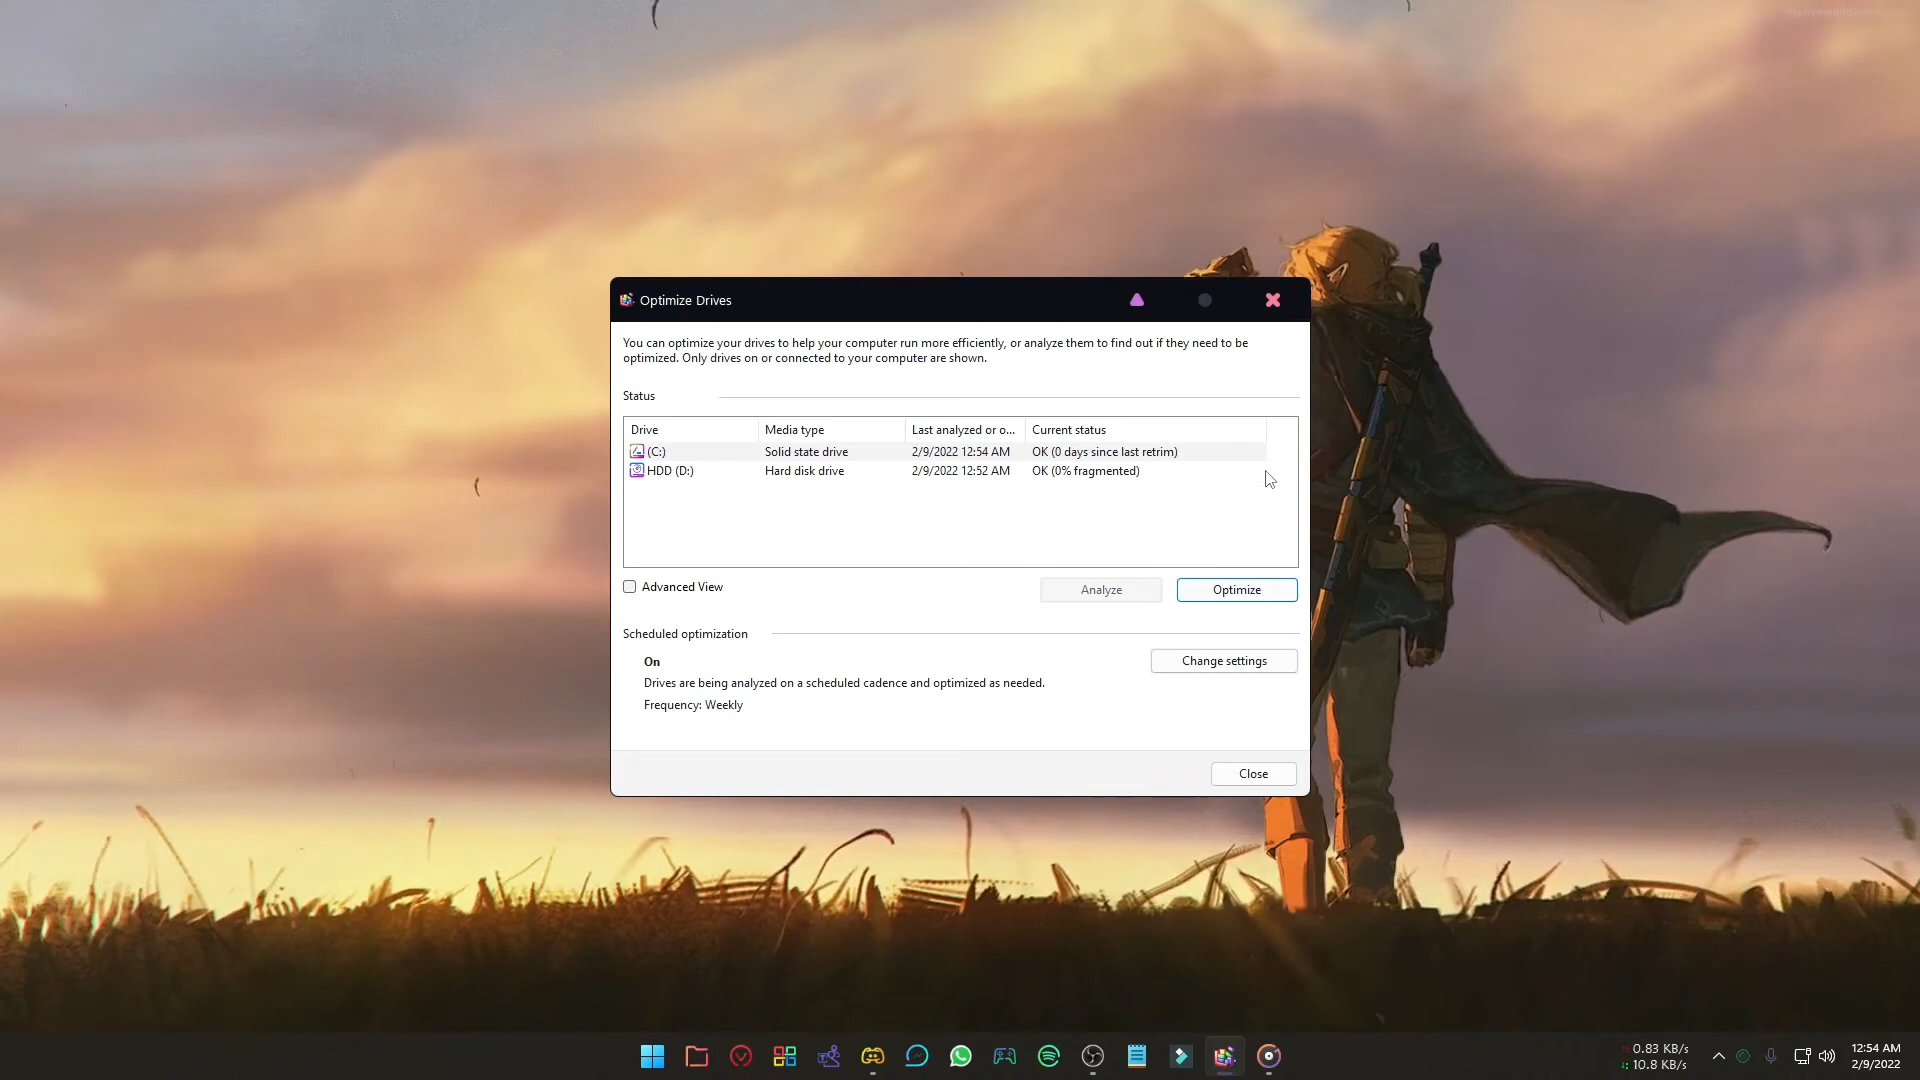 Optimize Drives
You can optimize your drives to help your computer run more efficiently, or analyze them to find out if they need to be
optimized. Only drives on or connected to your computer are shown.
Status
Drive Media type Last analyzed or o... Current status
(C:) Solid state drive 2/9/2022 12:54 AM OK (0 days since last retrim)
HDD (D:) Hard disk drive 2/9/2022 12:52 AM OK (0% fragmented)
Advanced View Analyze Optimize
Scheduled optimization
On Change settings
Drives are being analyzed on a scheduled cadence and optimized as needed.
Frequency: Weekly
Close
0.83 KB/s 12:54 AM
10.8 KB/s 2/9/2022